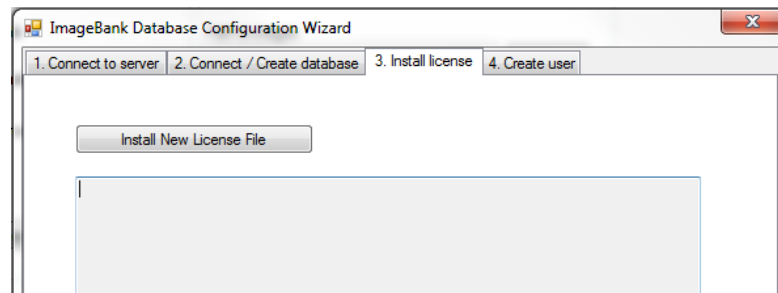 ImageBank Database Configuration Wizard
1. Connect to server 2. Connect / Create database 3. Install license 4. Create user
Install New License File